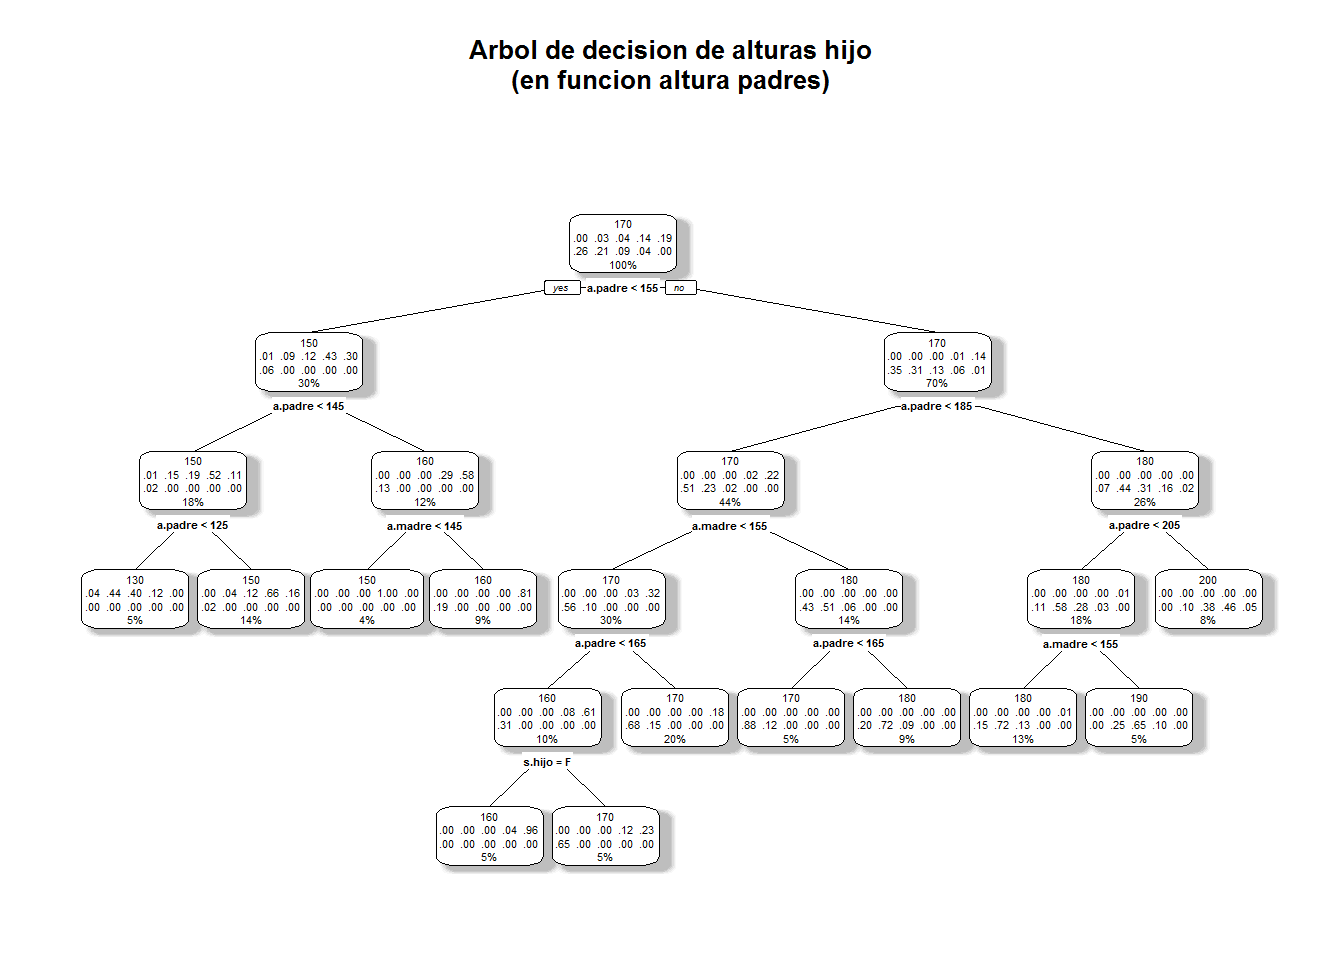 Arbol de decision de alturas hijo
(en funcion altura padres)
170
.00 .03 .04 .14 .19
.26 .21 .09 .04 .00
100%
yes a.padre < 155 no
150
.01 .09 .12 .43 .30
.06 .00 .00 .00 .00
30%
a.padre < 145
170
.00 .00 .00 .01 .14
.35 .31 .13 .06 .01
70%
a.padre < 185
150
.01 .15 .19 .52 .11
.02 .00 .00 .00 .00
18%
a.padre < 125
160
.00 .00 .00 .29 .58
.13 .00 .00 .00 .00
12%
a.madre < 145
170
.00 .00 .00 .02 .22
.51 .23 .02 .00 .00
44%
a.madre < 155
180
.00 .00 .00 .00 .00
.07 .44 .31 .16 .02
26%
a.padre < 205
130
.04 .44 .40 .12 .00
.00 .00 .00 .00 .00
5%
150
.00 .04 .12 .66 .16
.02 .00 .00 .00 .00
14%
150
.00 .00 .00 1.00 .00
.00 .00 .00 .00 .00
4%
160
.00 .00 .00 .00 .81
.19 .00 .00 .00 .00
9%
170
.00 .00 .00 .03 .32
.56 .10 .00 .00 .00
30%
a.padre < 165
180
.00 .00 .00 .00 .00
.43 .51 .06 .00 .00
14%
a.padre < 165
180
.00 .00 .00 .00 .01
.11 .58 .28 .03 .00
18%
a.madre < 155
200
.00 .00 .00 .00 .00
.00 .10 .38 .46 .05
8%
160
.00 .00 .00 .08 .61
.31 .00 .00 .00 .00
10%
s.hijo = F
170
.00 .00 .00 .00 .18
.68 .15 .00 .00 .00
20%
170
.00 .00 .00 .00 .00
.88 .12 .00 .00 .00
5%
180
.00 .00 .00 .00 .00
.20 .72 .09 .00 .00
9%
180
.00 .00 .00 .00 .01
.15 .72 .13 .00 .00
13%
190
.00 .00 .00 .00 .00
.00 .25 .65 .10 .00
5%
160
.00 .00 .00 .04 .96
.00 .00 .00 .00 .00
5%
170
.00 .00 .00 .12 .23
.65 .00 .00 .00 .00
5%